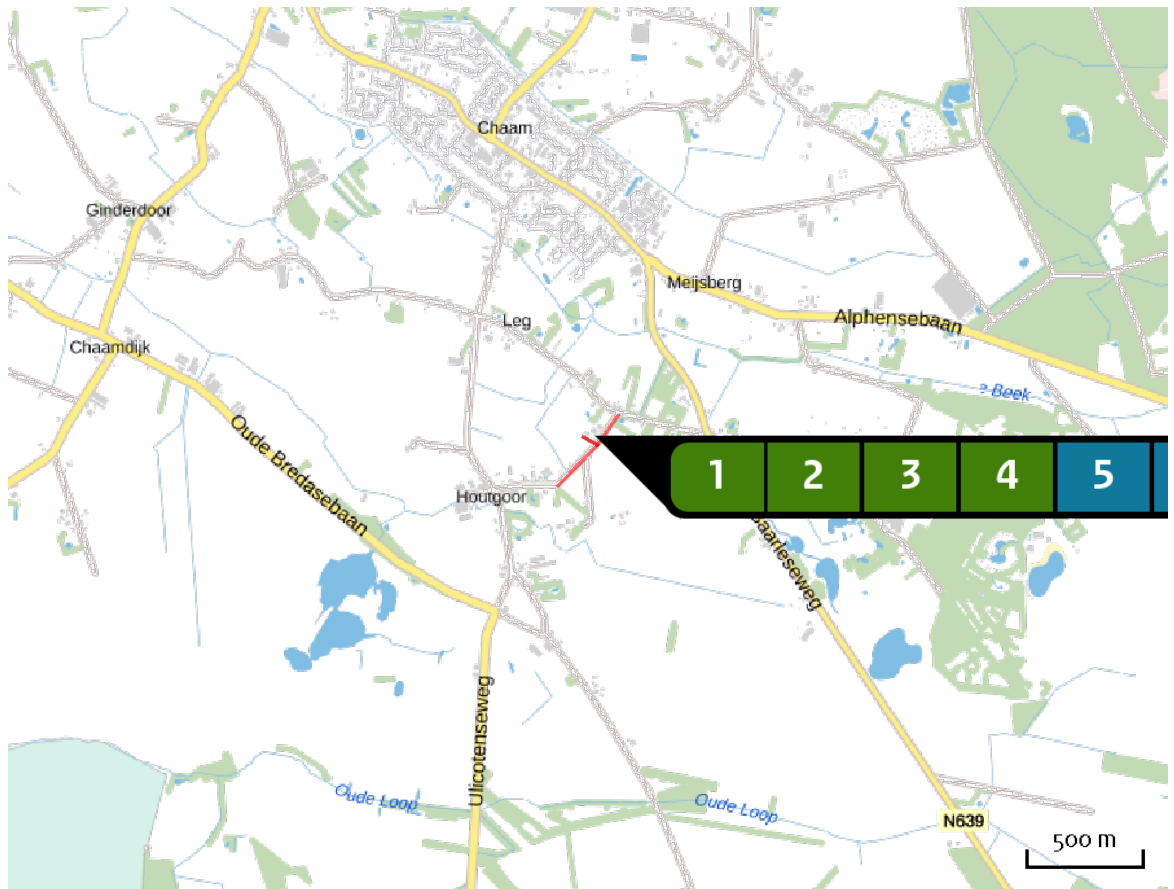 Chaam
Ginderdoor
Meijsberg
Leg
Alphensebaan
Chaamdijk
e Beek
Oude Bredasebaan
1 2 3 4 5
Houtgoor
baarleseweg
Ulicotenseweg
Oude Loop
Oude Loop
N639
500 m